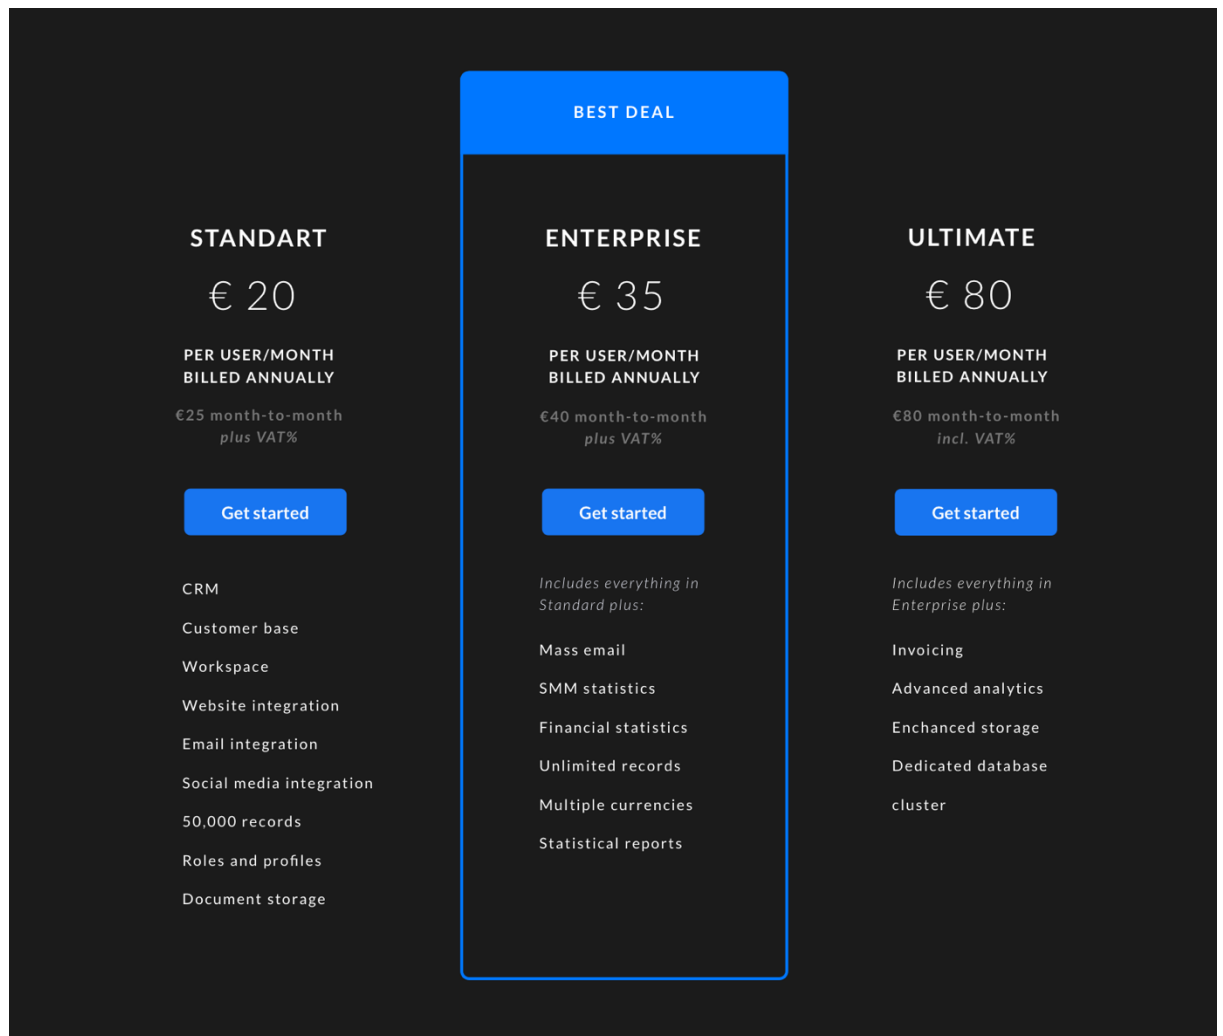 BEST DEAL
STANDART
€ 20
PER USER/MONTH
BILLED ANNUALLY
€25 month-to-month
plus VAT%
Get started
CRM
Customer base
Workspace
Website integration
Email integration
Social media integration
50,000 records
Roles and profiles
Document storage
ENTERPRISE
€ 35
PER USER/MONTH
BILLED ANNUALLY
€40 month-to-month
plus VAT%
Get started
Includes everything in
Standard plus:
Mass email
SMM statistics
Financial statistics
Unlimited records
Multiple currencies
Statistical reports
ULTIMATE
€ 80
PER USER/MONTH
BILLED ANNUALLY
€80 month-to-month
incl. VAT%
Get started
Includes everything in
Enterprise plus:
Invoicing
Advanced analytics
Enchanced storage
Dedicated database
cluster